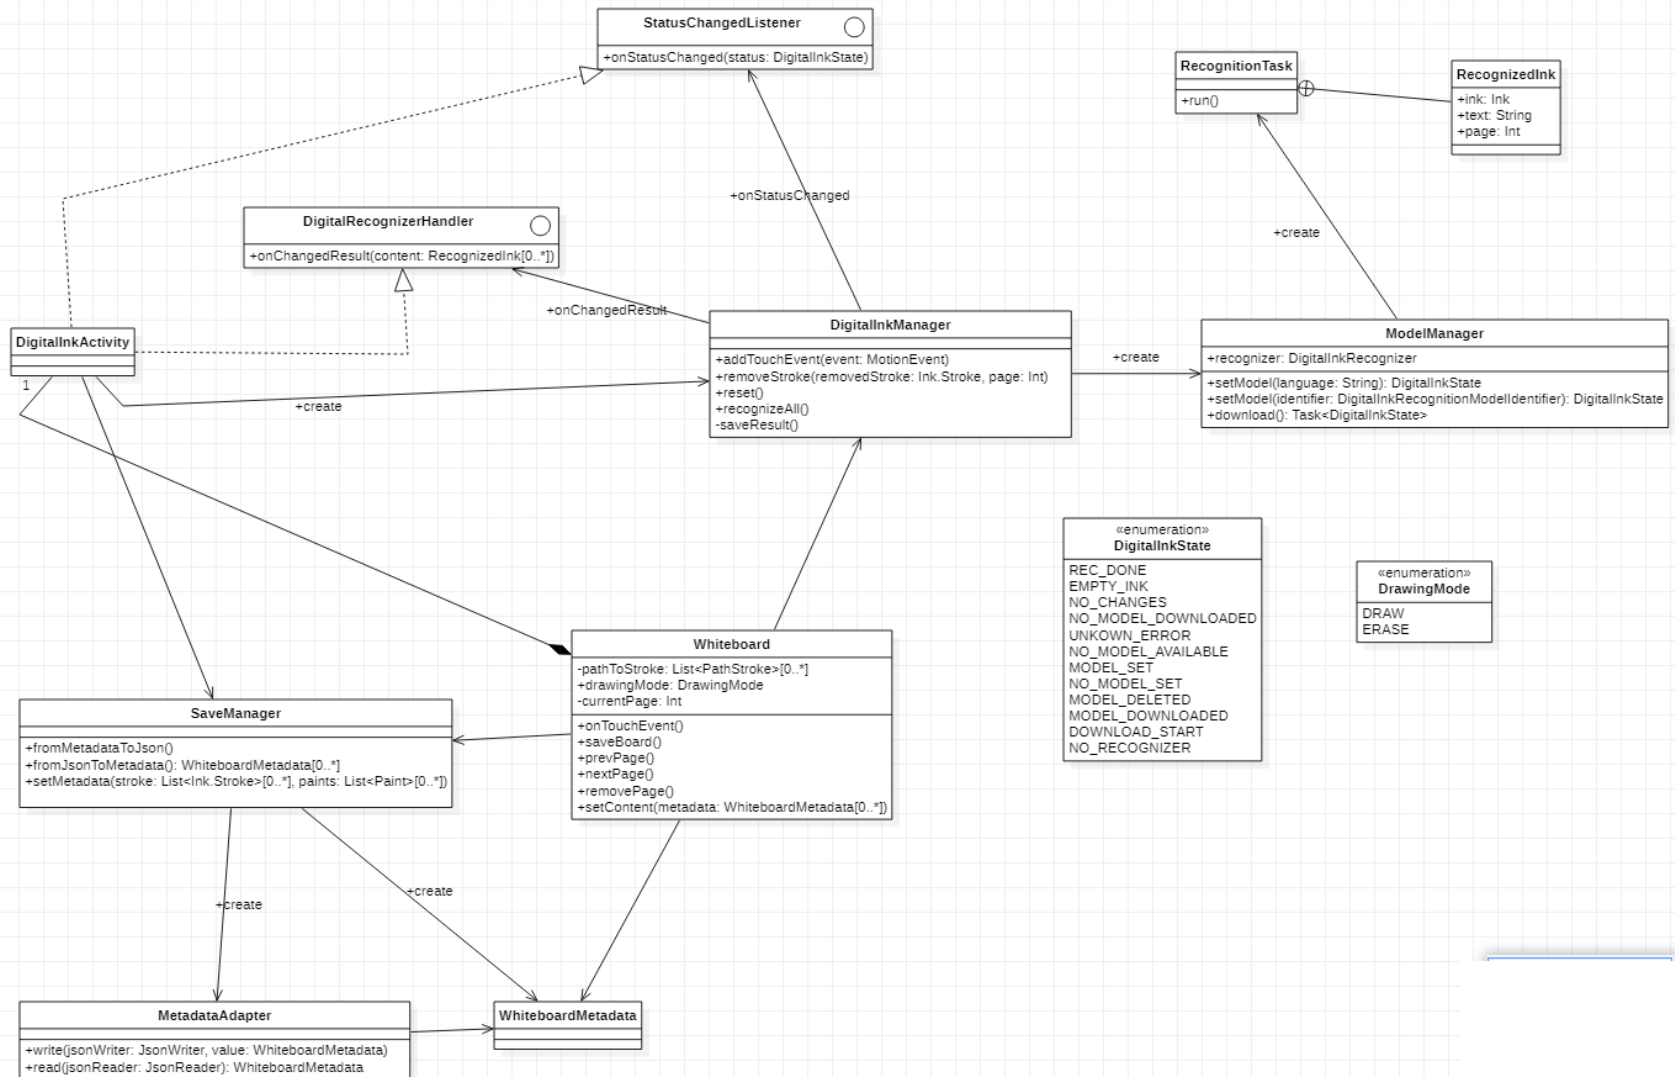 StatusChangedListener
+onStatusChanged(status: DigitalInkState)
RecognitionTask
+run()
RecognizedInk
+ink: Ink
+text: String
+page: Int
+onStatusChanged
+create
DigitalRecognizerHandler
+onChangedResult(content: RecognizedInk[0..*])
+onChangedResult
DigitalInkActivity
1
+create
DigitalInkManager
+addTouchEvent(event: MotionEvent)
+removeStroke(removedStroke: Ink.Stroke, page: Int)
+reset()
+recognizeAll()
-saveResult()
+create
ModelManager
+recognizer: DigitalInkRecognizer
+setModel(language: String): DigitalInkState
+setModel(identifier: DigitalInkRecognitionModelIdentifier): DigitalInkState
+download(): Task<DigitalInkState>
«enumeration»
DigitalInkState
REC_DONE
EMPTY_INK
NO_CHANGES
NO_MODEL_DOWNLOADED
UNKOWN_ERROR
NO_MODEL_AVAILABLE
MODEL_SET
NO_MODEL_SET
MODEL_DELETED
MODEL_DOWNLOADED
DOWNLOAD_START
NO_RECOGNIZER
«enumeration»
DrawingMode
DRAW
ERASE
Whiteboard
-pathToStroke: List<PathStroke>[0..*]
+drawingMode: DrawingMode
-currentPage: Int
+onTouchEvent()
+saveBoard()
+prevPage()
+nextPage()
+removePage()
+setContent(metadata: WhiteboardMetadata[0..*])
SaveManager
+fromMetadataToJson()
+fromJsonToMetadata(): WhiteboardMetadata[0..*]
+setMetadata(stroke: List<Ink.Stroke>[0..*], paints: List<Paint>[0..*])
+create
+create
MetadataAdapter
+write(jsonWriter: JsonWriter, value: WhiteboardMetadata)
+read(jsonReader: JsonReader): WhiteboardMetadata
WhiteboardMetadata